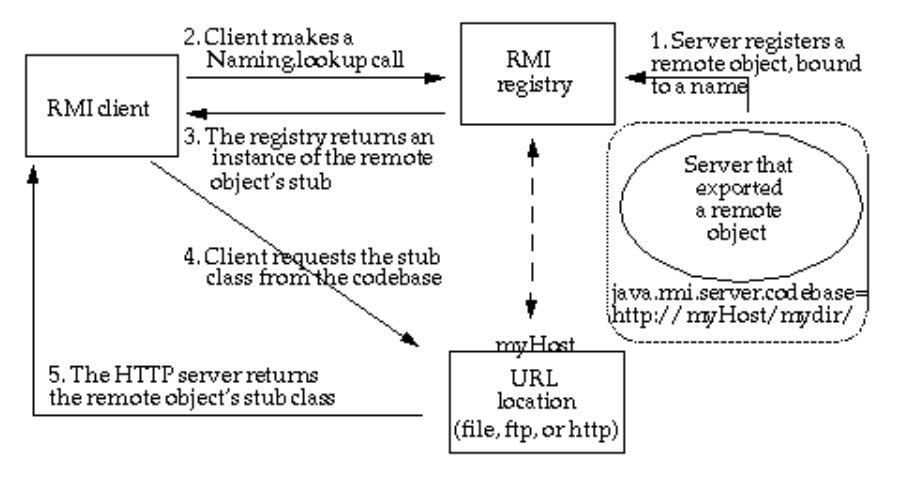 2. Client makes a
Naming.lookup call
RMI client
RMI
registry
1. Server registers a
remote object, bound
to a name
3. The registry returns an
instance of the remote
object's stub
Server that
exported
a remote
object
4. Client requests the stub
class from the codebase
java.rmi.server.codebase=
http://myHost/mydir/
myHost
URL
location
(file, ftp, or http)
5. The HTTP server returns
the remote object's stub class